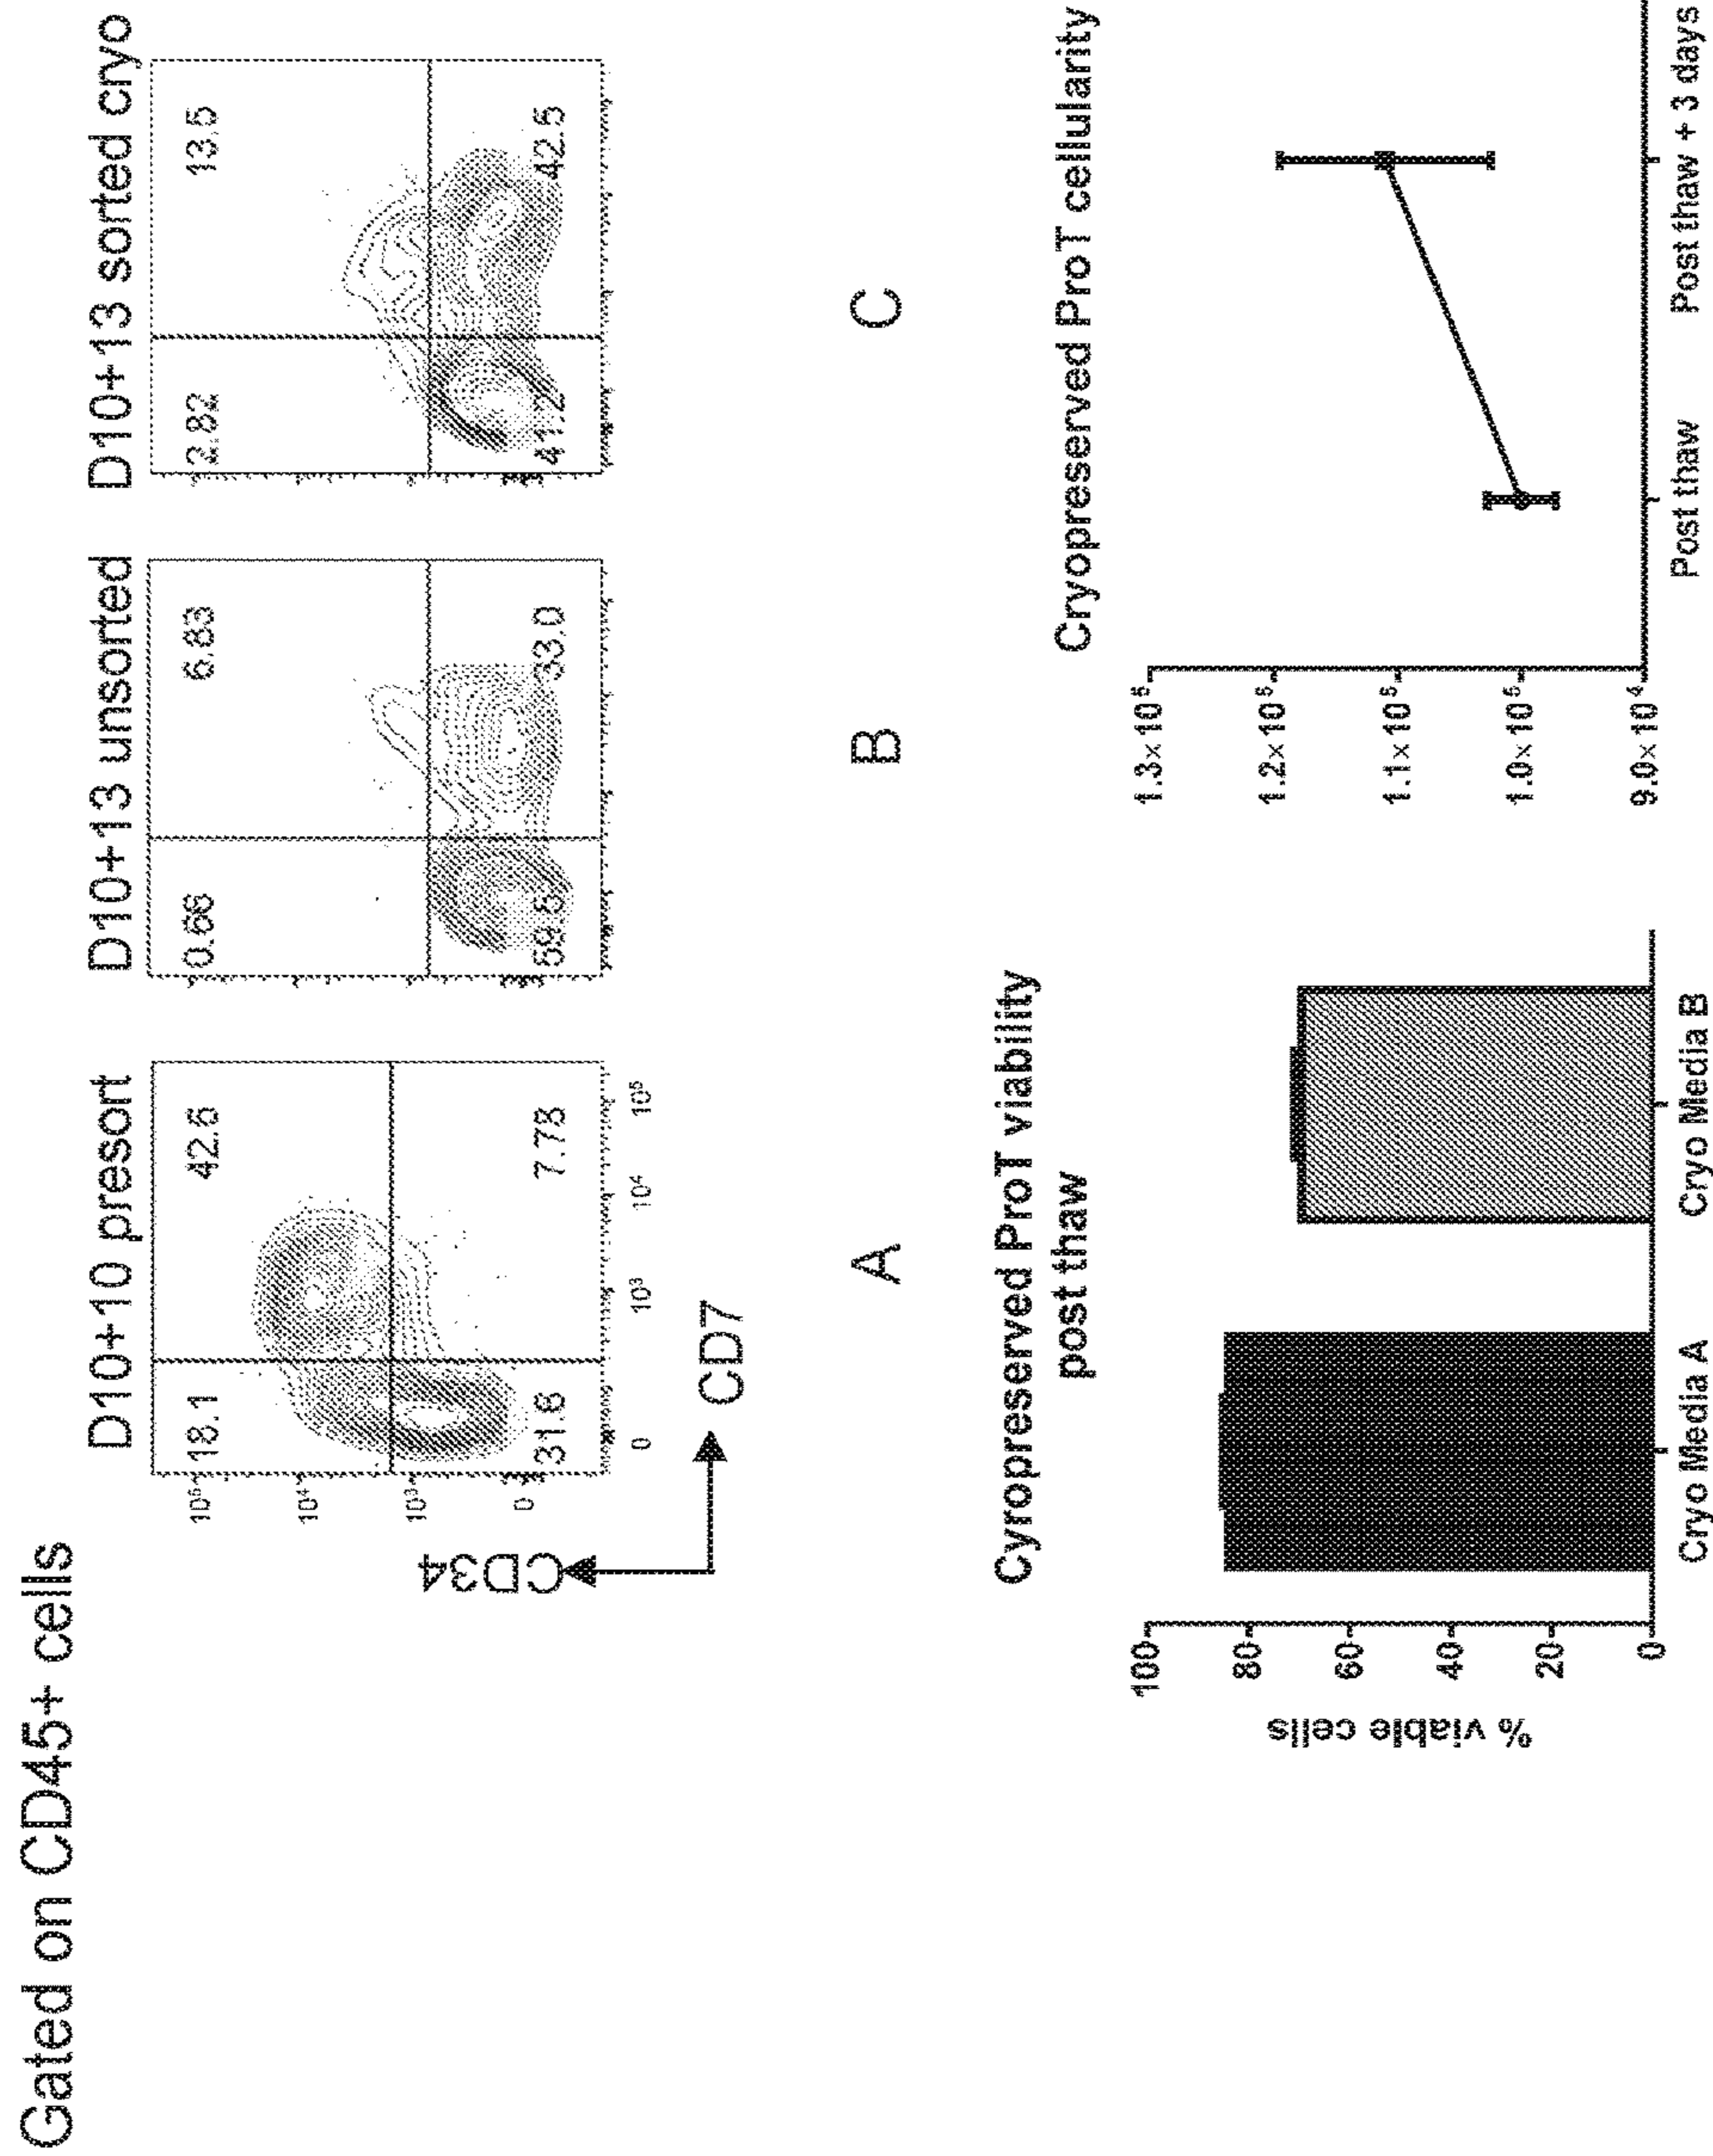 Gated on CD45+ cells
D10+10 presort
D10+13 unsorted
D10+13 sorted cryo
18.1
42.6
31.6
7.78
10⁵
10⁴
10³
0
0
10³
10⁴
10⁵
CD34
CD7
0.66
6.83
59.5
33.0
2.82
13.5
41.2
42.5
A
B
C
Cyropreserved ProT viability
post thaw
% viable cells
100
80
60
40
20
0
Cryo Media A
Cryo Media B
Cryopreserved ProT cellularity
1.3×10⁵
1.2×10⁵
1.1×10⁵
1.0×10⁵
9.0×10⁴
Post thaw
Post thaw + 3 days